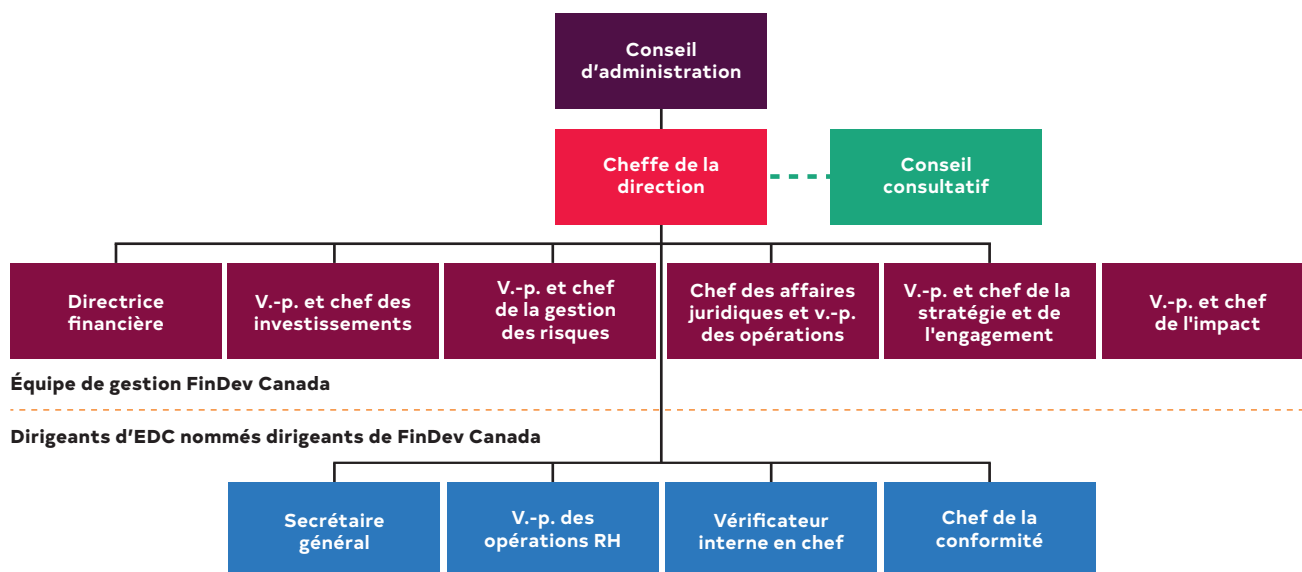 Conseil
d’administration
Cheffe de la
direction
Conseil
consultatif
Directrice
financière
V.-p. et chef des
investissements
V.-p. et chef
de la gestion
des risques
Chef des affaires
juridiques et v.-p.
des opérations
V.-p. et chef de la
stratégie et de
l'engagement
V.-p. et chef
de l'impact
Équipe de gestion FinDev Canada
Dirigeants d’EDC nommés dirigeants de FinDev Canada
Secrétaire
général
V.-p. des
opérations RH
Vérificateur
interne en chef
Chef de la
conformité